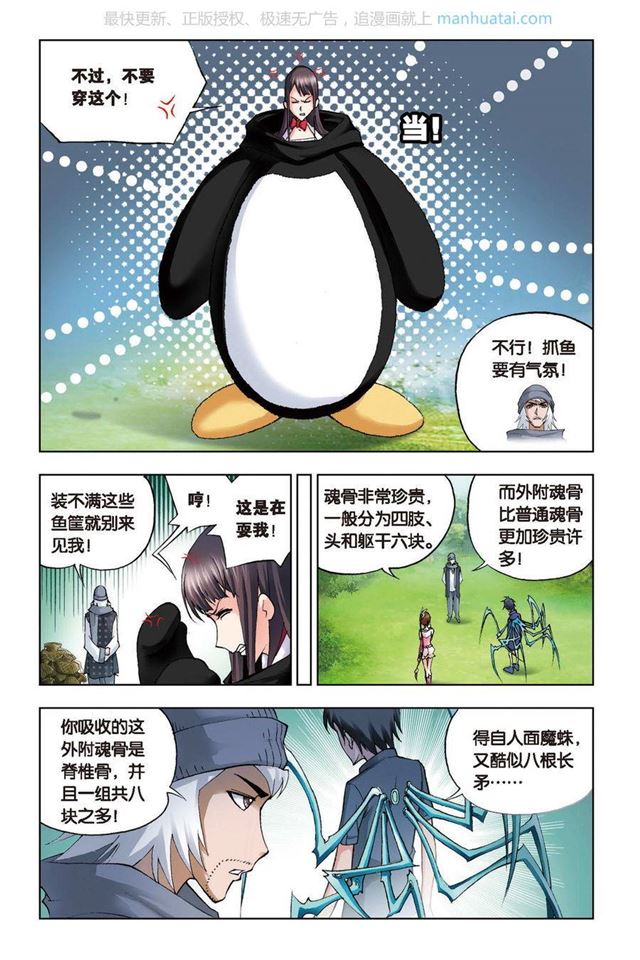 最快更新、正版授权、极速无广告，追漫画就上 manhuatai.com
不过，不要
穿这个！
当！
不行！抓鱼
要有气氛！
装不满这些
鱼筐就别来
见我！
哼！
这是在
耍我！
魂骨非常珍贵，
一般分为四肢、
头和躯干六块。
而外附魂骨
比普通魂骨
更加珍贵许
多！
你吸收的这
外附魂骨是
脊椎骨，并
且一组共八
块之多！
得自人面魔蛛，
又酷似八根长
矛……